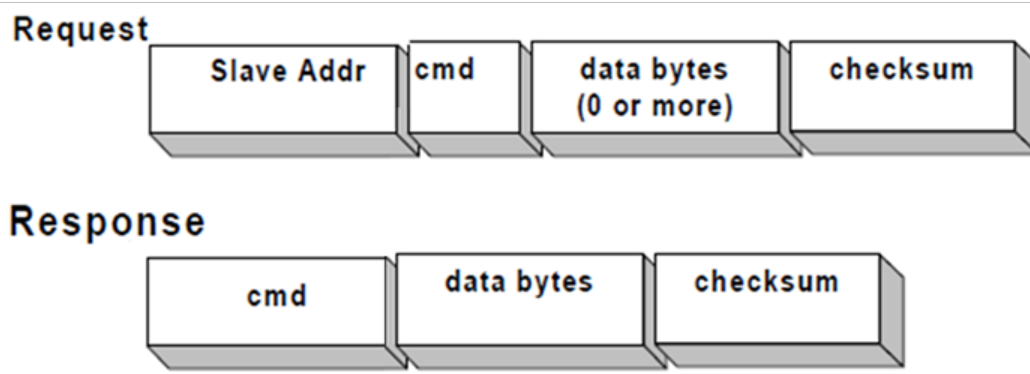 Request
Slave Addr
cmd
data bytes
(0 or more)
checksum
Response
cmd
data bytes
checksum